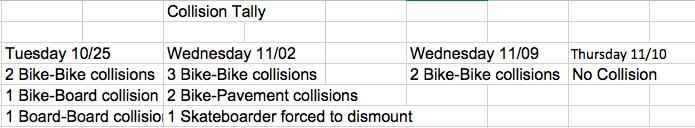 Collision Tally
Tuesday 10/25 Wednesday 11/02 Wednesday 11/09 Thursday 11/10
2 Bike-Bike collisions 3 Bike-Bike collisions 2 Bike-Bike collisions No Collision
1 Bike-Board collision 2 Bike-Pavement collisions
1 Board-Board collisio 1 Skateboarder forced to dismount